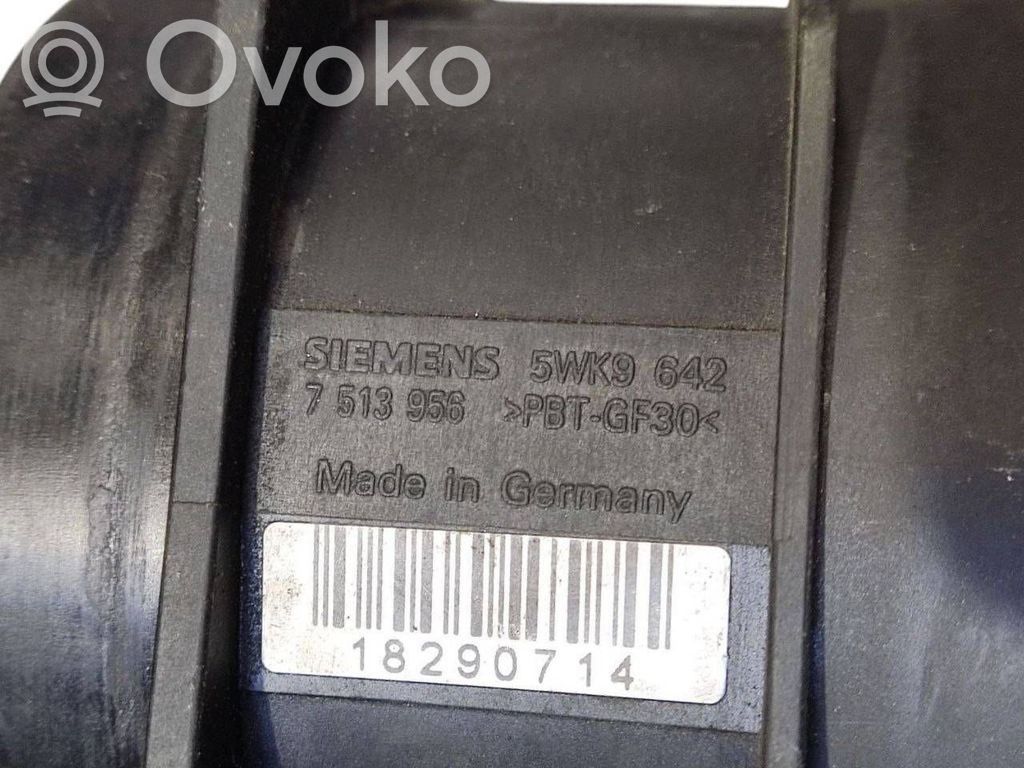 Ovoko
SIEMENS 5WK9 642
7 513 956 >PBT-GF30<
Made in Germany
18290714